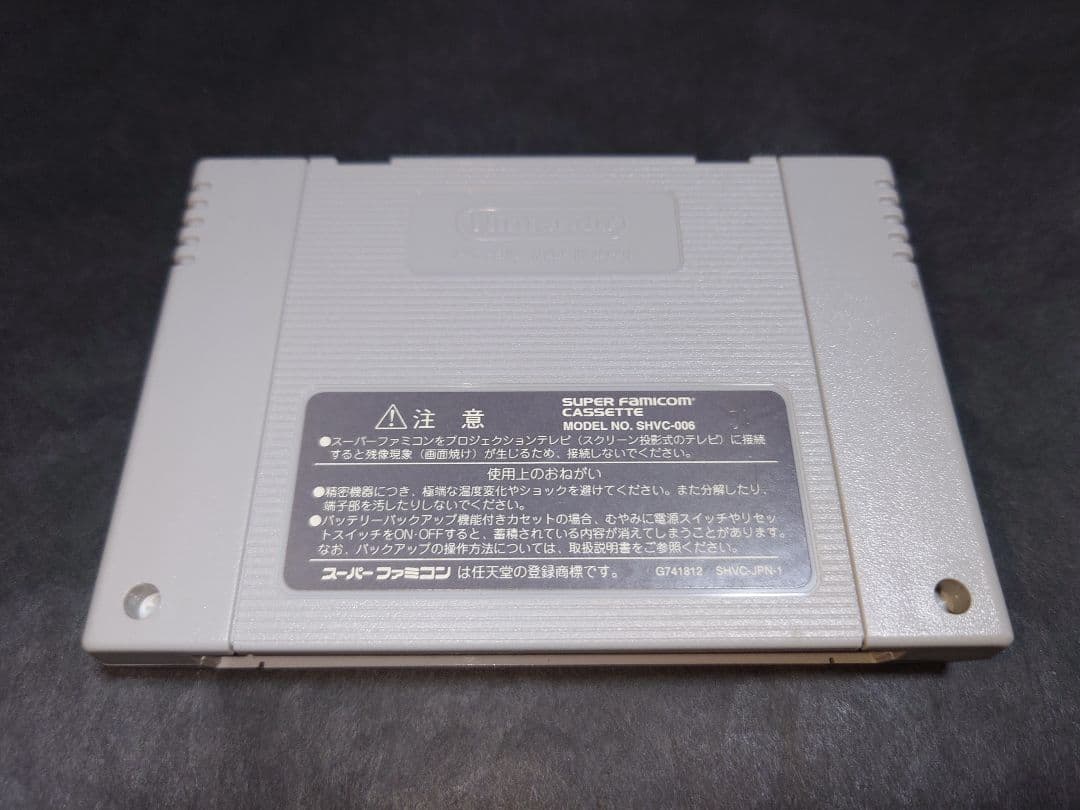 Nintendo
⚠注意
SUPER FAMICOM®
CASSETTE
MODEL NO. SHVC-006
●スーパーファミコンをプロジェクションテレビ（スクリーン投影式のテレビ）に接続
すると残像現象（画面焼け）が生じるため、接続しないでください。
使用上のおねがい
●精密機器につき、極端な温度変化やショックを避けてください。また分解したり、
端子部を汚したりしないでください。
●バッテリーバックアップ機能付きカセットの場合、むやみに電源スイッチやリセッ
トスイッチをON・OFFすると、蓄積されている内容が消えてしまうことがあります。
なお、バックアップの操作方法については、取扱説明書をご参照ください。
スーパーファミコンは任天堂の登録商標です。 G741812 SHVC-JPN-1